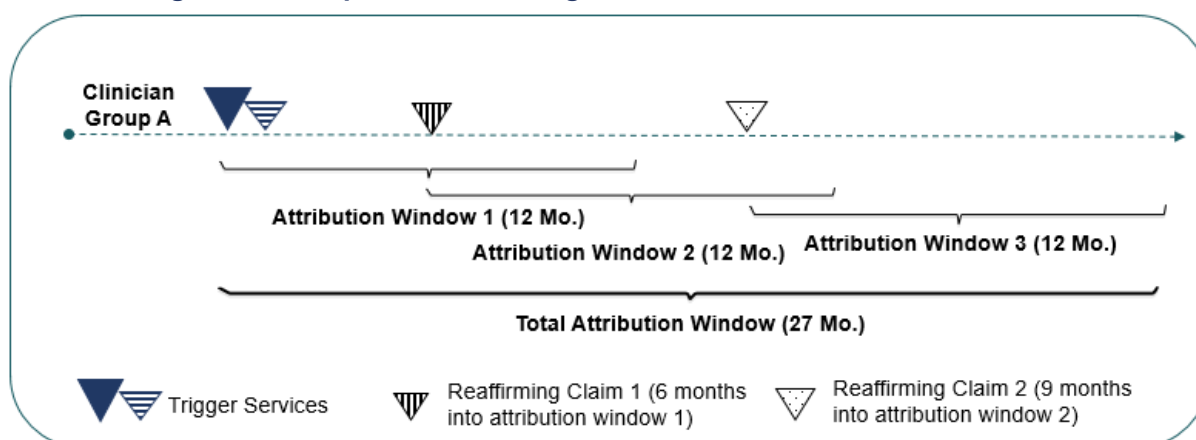 Clinician
Group A
Attribution Window 1 (12 Mo.)
Attribution Window 2 (12 Mo.)
Attribution Window 3 (12 Mo.)
Total Attribution Window (27 Mo.)
Trigger Services
Reaffirming Claim 1 (6 months
into attribution window 1)
Reaffirming Claim 2 (9 months
into attribution window 2)